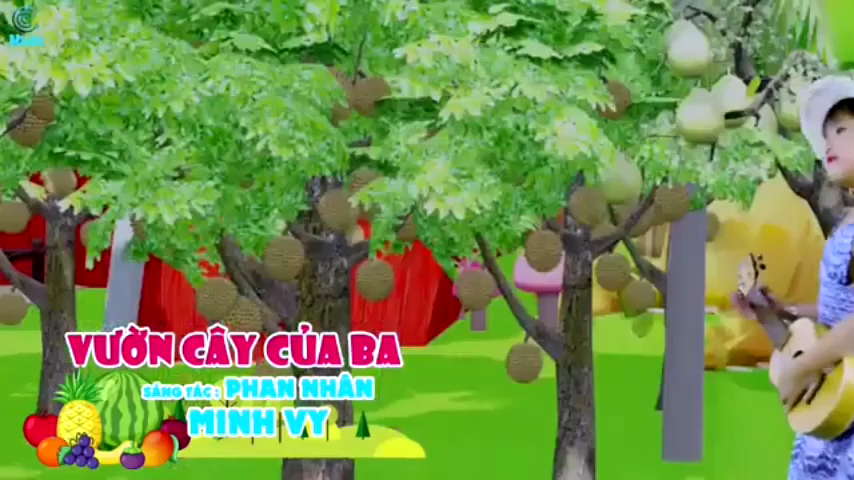 VƯỜN CÂY CỦA BA
SÁNG TÁC : PHAN NHÂN
MINH VY